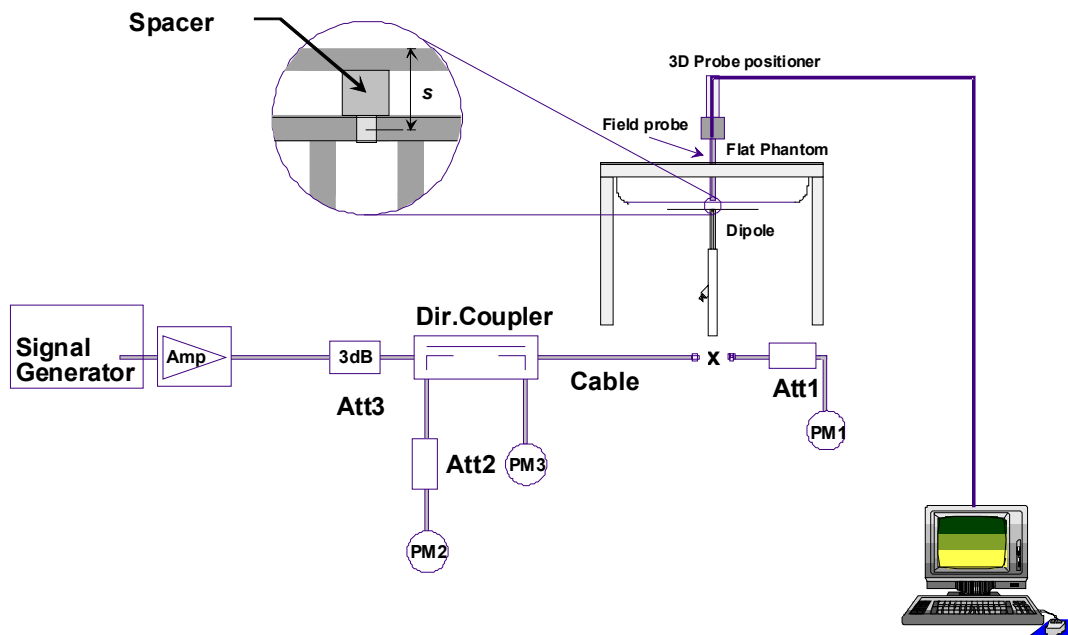 Spacer
s
3D Probe positioner
Field probe
Flat Phantom
Dipole
Dir.Coupler
Signal
Generator
Amp
3dB
Att3
Cable
x
Att1
PM1
Att2
PM3
PM2